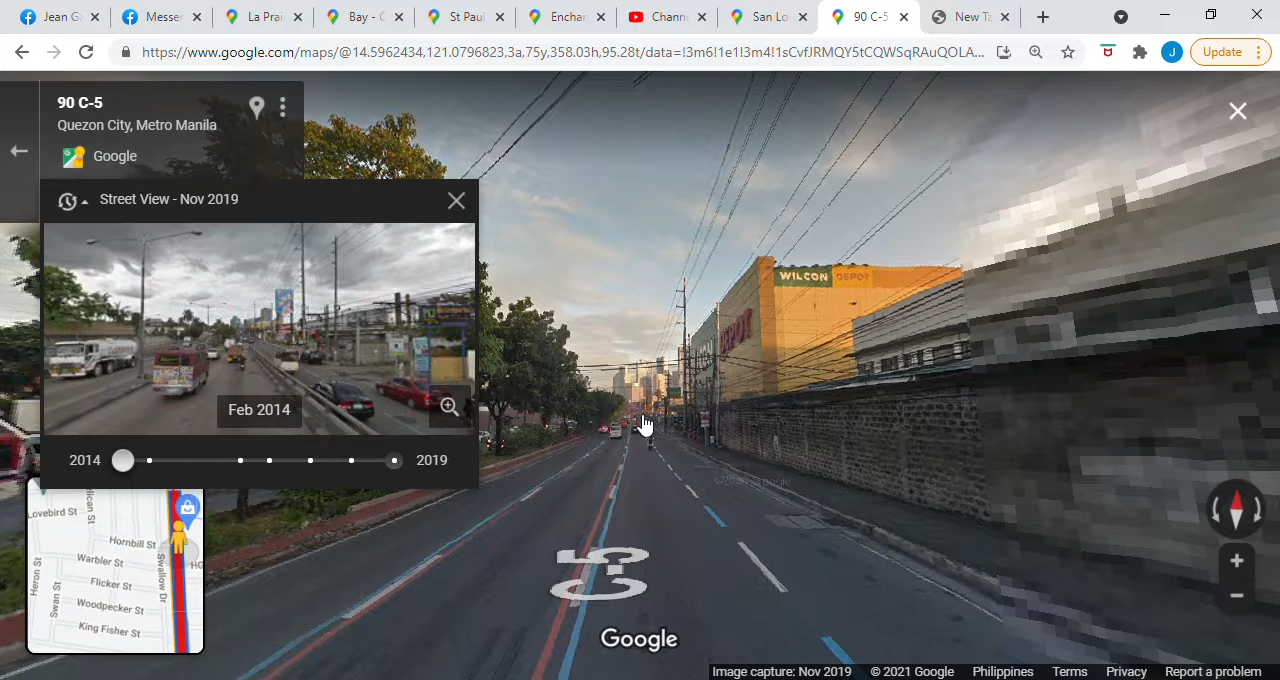 Jean G
Messen
La Prai
Bay - C
St Paul
Enchan
Chann
San Lo
90 C-5
New Ta
https://www.google.com/maps/@14.5962434,121.0796823,3a,75y,358.03h,95.28t/data=!3m6!1e1!3m4!1sCvfJRMQY5tCQWSqRAuQOLA...
J
Update
90 C-5
Quezon City, Metro Manila
Google
Street View - Nov 2019
Feb 2014
2014
2019
WILCON DEPOT
DEPOT
C-5
Lovebird St
Hornbill St
Warbler St
Flicker St
Woodpecker St
King Fisher St
Heron St
Swan St
Swallow Dr
Google
Image capture: Nov 2019 © 2021 Google Philippines Terms Privacy Report a problem